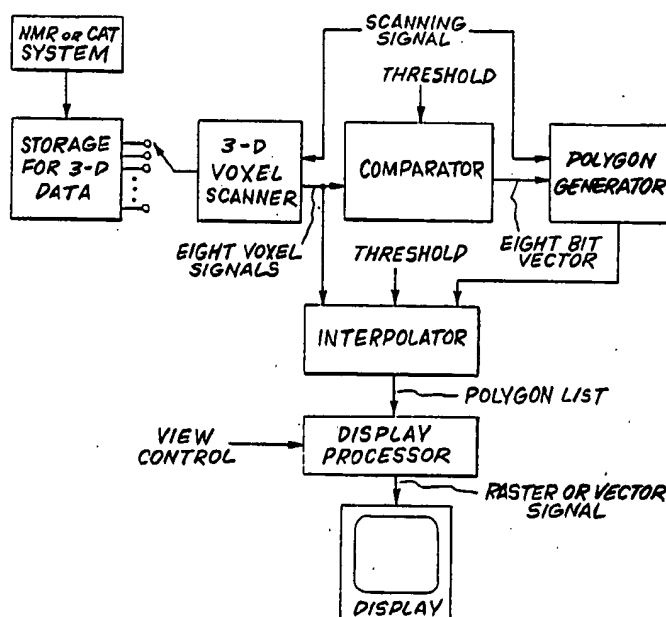 NMR OR CAT
SYSTEM
SCANNING
SIGNAL
THRESHOLD
STORAGE
FOR 3-D
DATA
3-D
VOXEL
SCANNER
COMPARATOR
POLYGON
GENERATOR
EIGHT VOXEL
SIGNALS
THRESHOLD
EIGHT BIT
VECTOR
INTERPOLATOR
POLYGON LIST
VIEW
CONTROL
DISPLAY
PROCESSOR
RASTER OR VECTOR
SIGNAL
DISPLAY